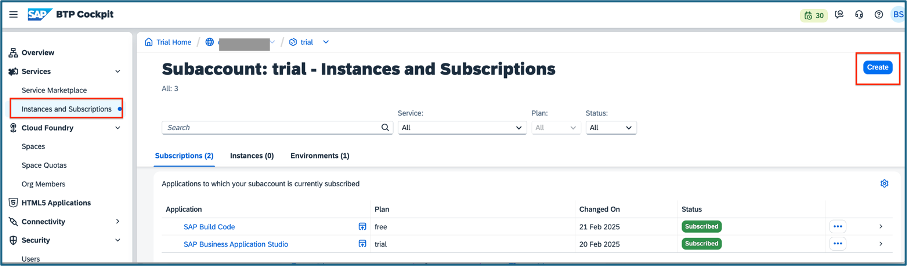 SAP BTP Cockpit
30
BS
Trial Home / / trial
Overview
Services
Service Marketplace
Instances and Subscriptions
Cloud Foundry
Spaces
Space Quotas
Org Members
HTML5 Applications
Connectivity
Security
Users
Subaccount: trial - Instances and Subscriptions
Create
All: 3
Service: Plan: Status:
Search All All All
Subscriptions (2) Instances (0) Environments (1)
Applications to which your subaccount is currently subscribed
Application Plan Changed On Status
SAP Build Code free 21 Feb 2025 Subscribed
SAP Business Application Studio trial 20 Feb 2025 Subscribed